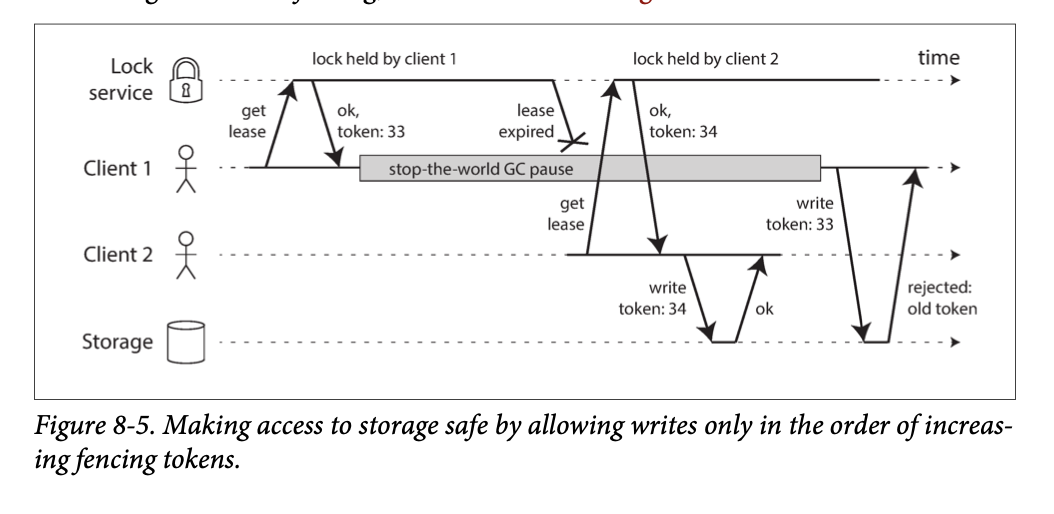 lock held by client 1
lock held by client 2
time
Lock
service
get
lease
ok,
token: 33
lease
expired
ok,
token: 34
Client 1
stop-the-world GC pause
get
lease
write
token: 33
Client 2
write
token: 34
ok
rejected:
old token
Storage
Figure 8-5. Making access to storage safe by allowing writes only in the order of increas-
ing fencing tokens.